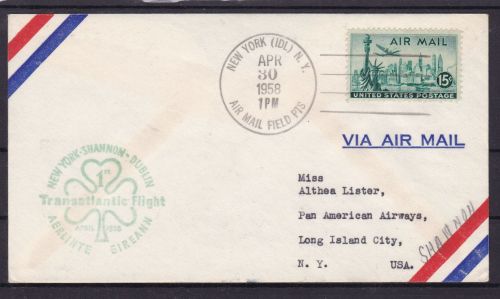 NEW YORK (IDL) N. Y.
APR
30
1958
1 PM
AIR MAIL FIELD PTS
AIR MAIL
15¢
UNITED STATES POSTAGE
VIA AIR MAIL
NEW YORK-SHANNON-DUBLIN
1ST
Transatlantic Flight
APRIL 1958
AERLINTE EIREANN
Miss
Althea Lister,
Pan American Airways,
Long Island City,
N. Y. USA.
SHANNON